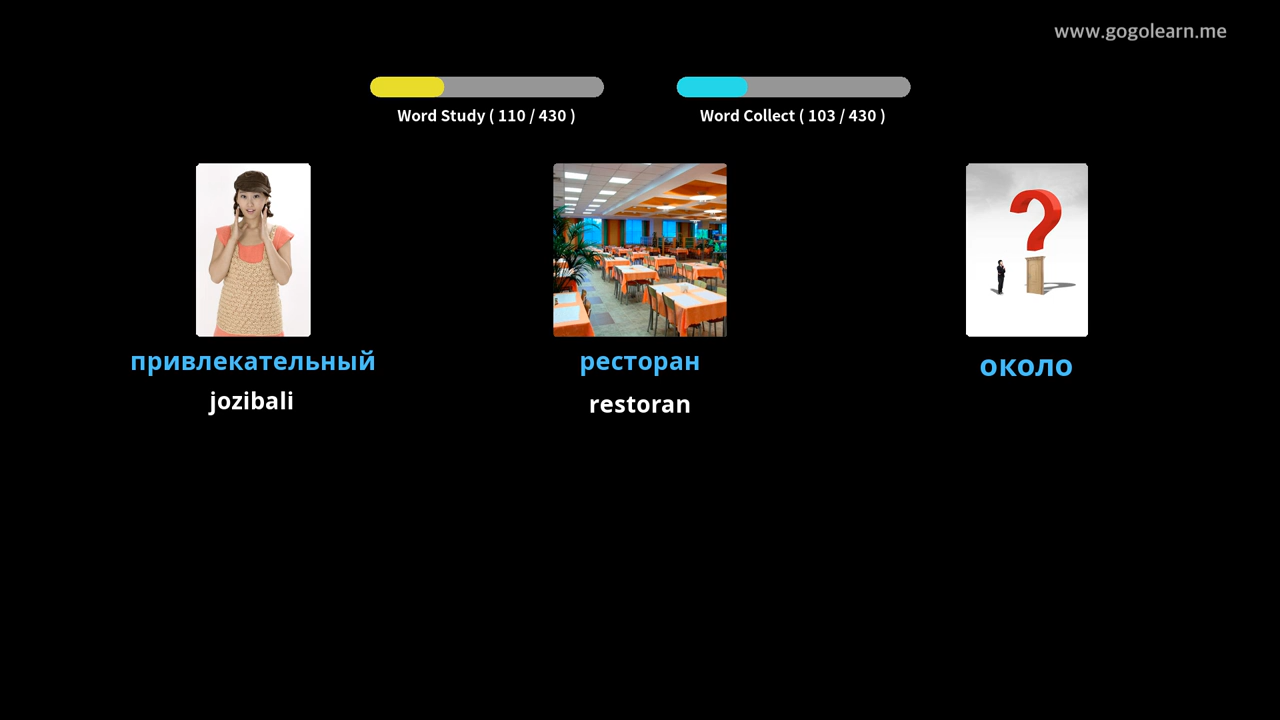 www.gogolearn.me
Word Study ( 110 / 430 )
Word Collect ( 103 / 430 )
привлекательный
jozibali
ресторан
restoran
около